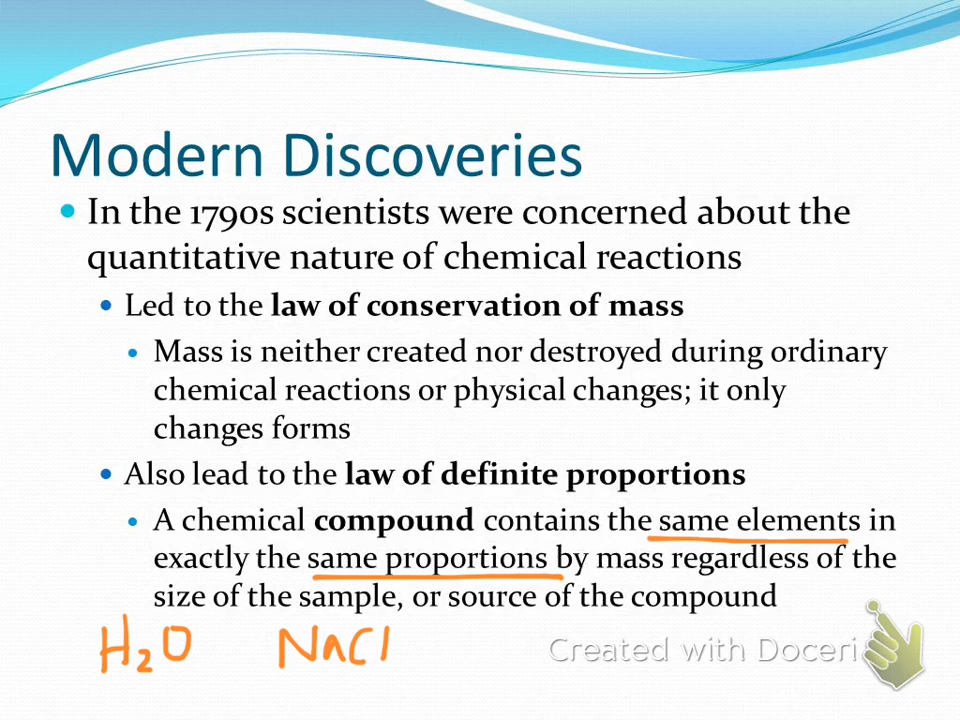 Modern Discoveries
In the 1790s scientists were concerned about the
quantitative nature of chemical reactions
Led to the law of conservation of mass
Mass is neither created nor destroyed during ordinary
chemical reactions or physical changes; it only
changes forms
Also lead to the law of definite proportions
A chemical compound contains the same elements in
exactly the same proportions by mass regardless of the
size of the sample, or source of the compound
H₂O NaCl
Created with Doceri